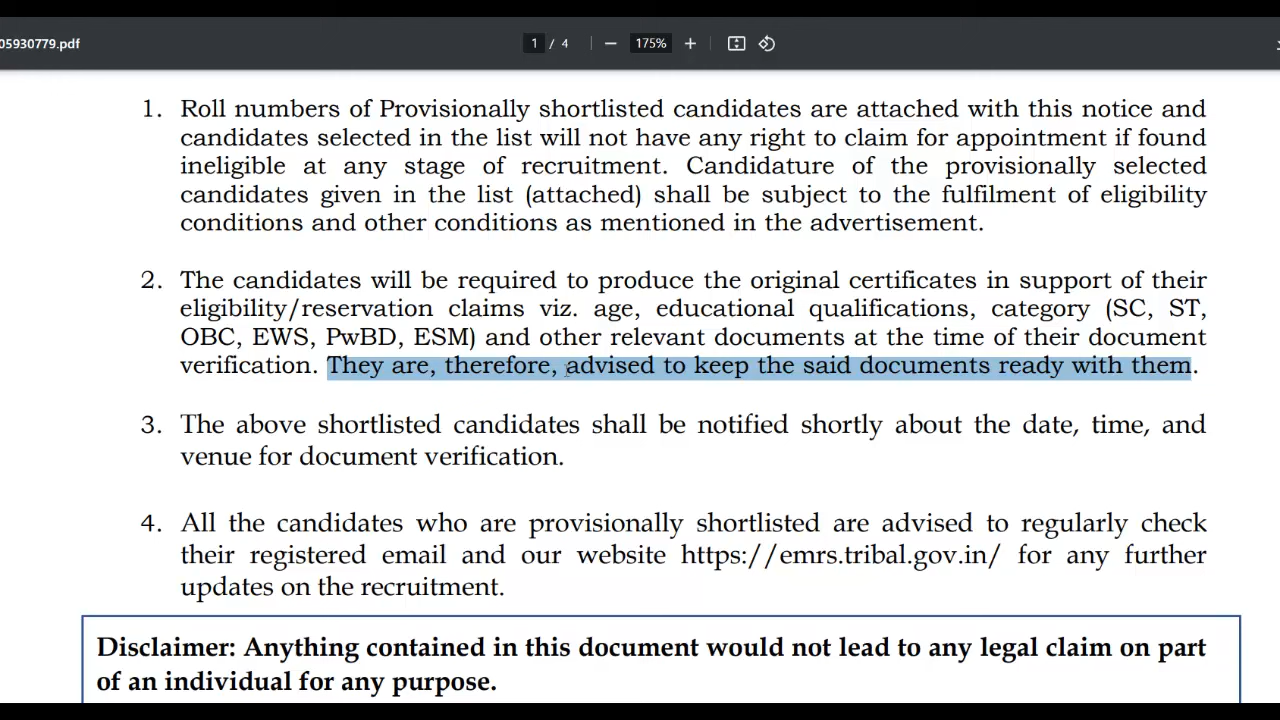 05930779.pdf
1 / 4
175%
1. Roll numbers of Provisionally shortlisted candidates are attached with this notice and
candidates selected in the list will not have any right to claim for appointment if found
ineligible at any stage of recruitment. Candidature of the provisionally selected
candidates given in the list (attached) shall be subject to the fulfilment of eligibility
conditions and other conditions as mentioned in the advertisement.
2. The candidates will be required to produce the original certificates in support of their
eligibility/reservation claims viz. age, educational qualifications, category (SC, ST,
OBC, EWS, PwBD, ESM) and other relevant documents at the time of their document
verification. They are, therefore, advised to keep the said documents ready with them.
3. The above shortlisted candidates shall be notified shortly about the date, time, and
venue for document verification.
4. All the candidates who are provisionally shortlisted are advised to regularly check
their registered email and our website https://emrs.tribal.gov.in/ for any further
updates on the recruitment.
Disclaimer: Anything contained in this document would not lead to any legal claim on part
of an individual for any purpose.